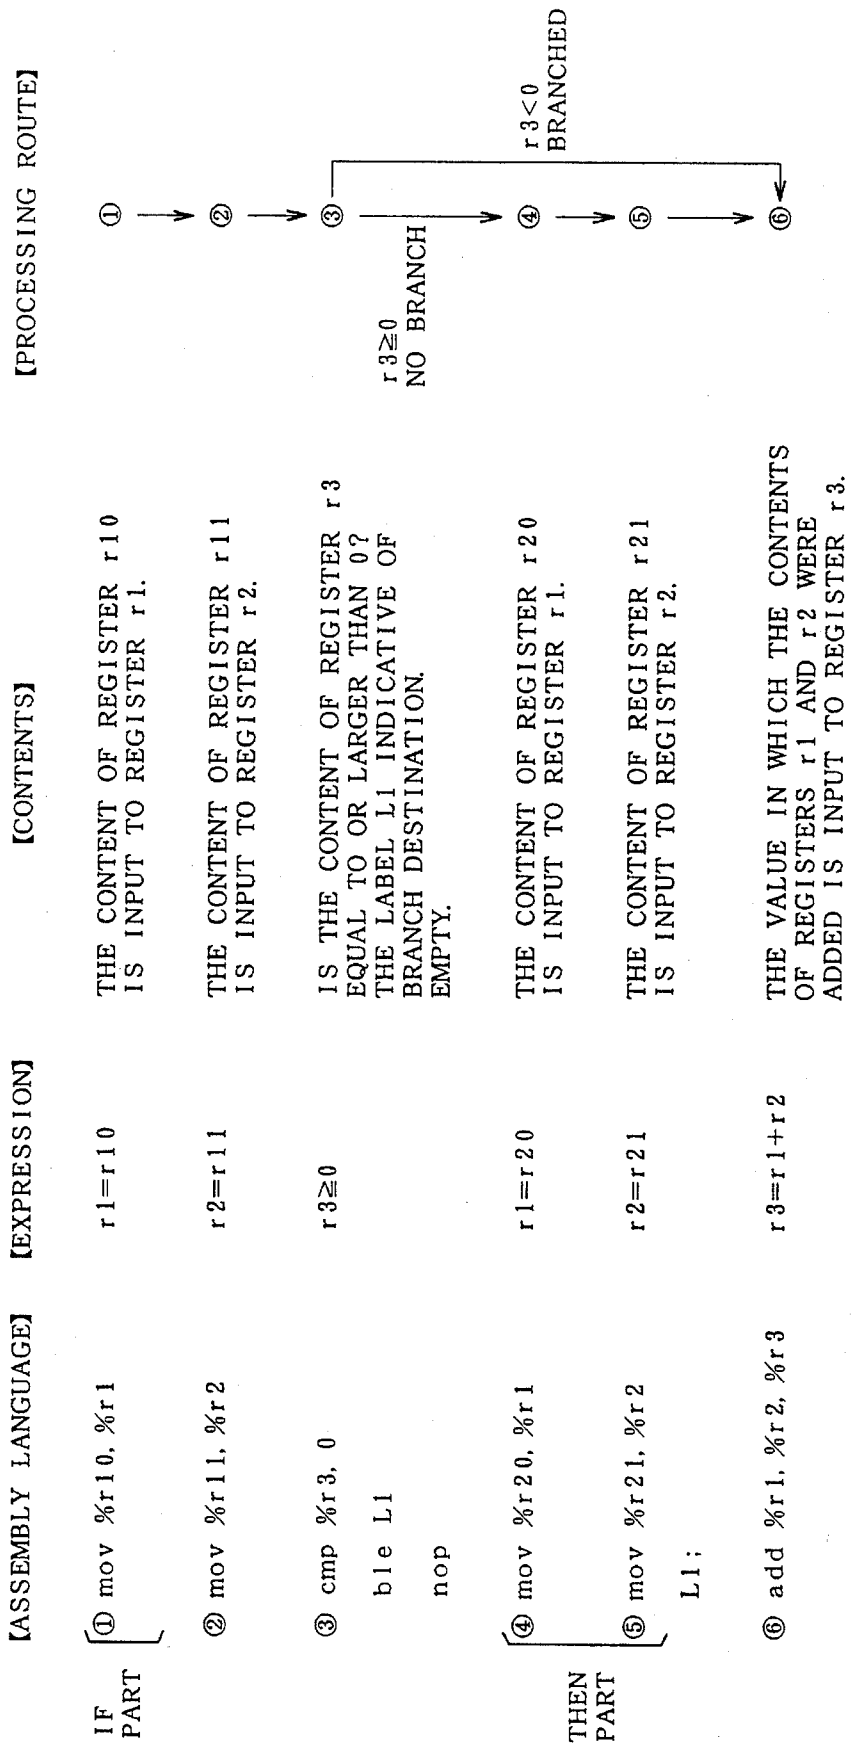 【ASSEMBLY LANGUAGE】 【EXPRESSION】 【CONTENTS】 【PROCESSING ROUTE】
IF
PART
① mov %r10, %r1
r1=r10
THE CONTENT OF REGISTER r10
IS INPUT TO REGISTER r1.
①
② mov %r11, %r2
r2=r11
THE CONTENT OF REGISTER r11
IS INPUT TO REGISTER r2.
②
③ cmp %r3, 0
ble L1
nop
r3≧0
IS THE CONTENT OF REGISTER r3
EQUAL TO OR LARGER THAN 0?
THE LABEL L1 INDICATIVE OF
BRANCH DESTINATION.
EMPTY.
③
r3≧0
NO BRANCH
r3<0
BRANCHED
THEN
PART
④ mov %r20, %r1
r1=r20
THE CONTENT OF REGISTER r20
IS INPUT TO REGISTER r1.
④
⑤ mov %r21, %r2
r2=r21
THE CONTENT OF REGISTER r21
IS INPUT TO REGISTER r2.
⑤
L1;
⑥ add %r1, %r2, %r3
r3=r1+r2
THE VALUE IN WHICH THE CONTENTS
OF REGISTERS r1 AND r2 WERE
ADDED IS INPUT TO REGISTER r3.
⑥